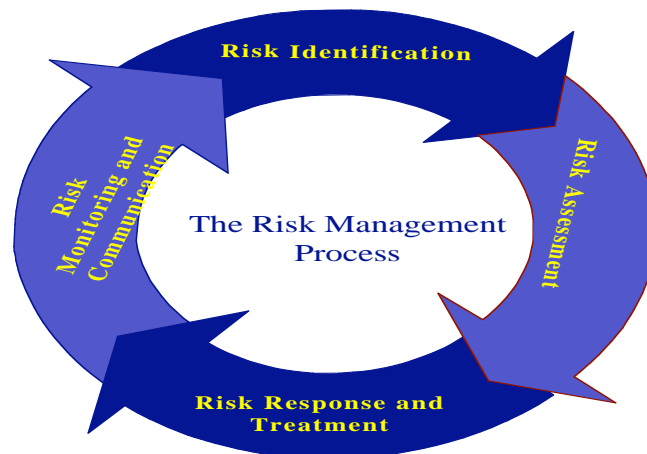 Risk Identification
Risk Assessment
Risk Response and
Treatment
Risk
Monitoring and
Communication
The Risk Management
Process